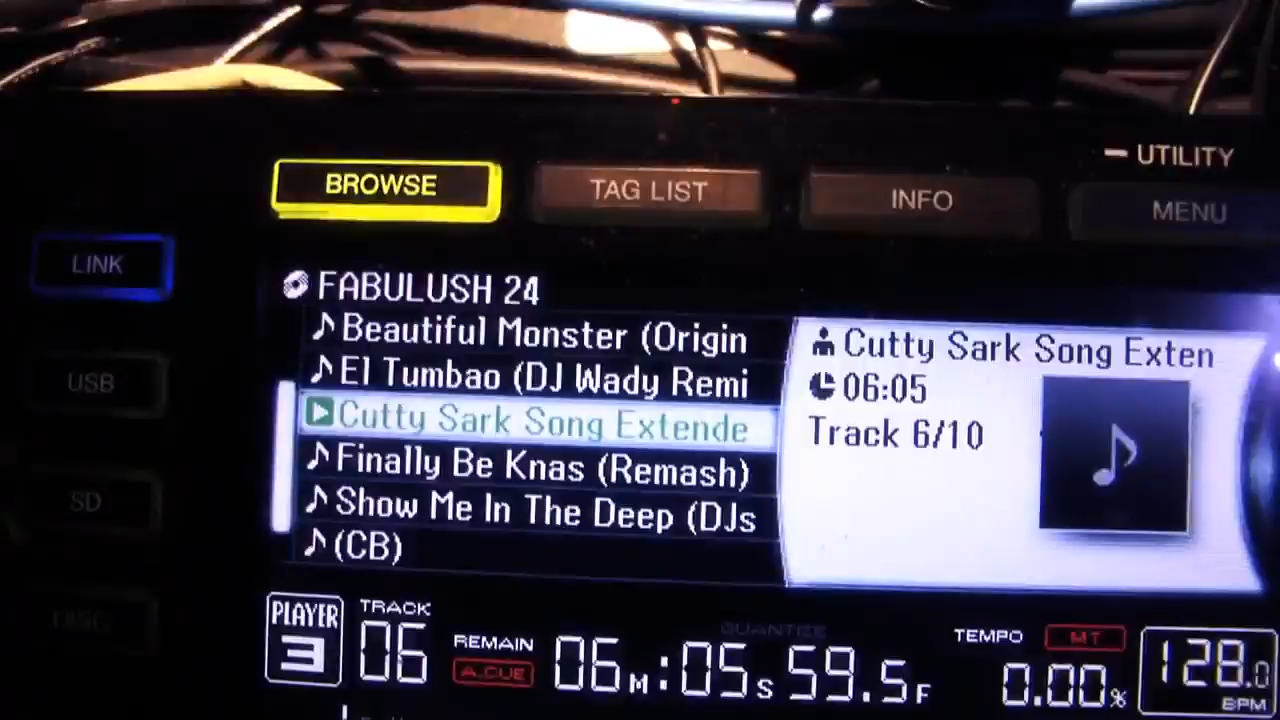 UTILITY
BROWSE
TAG LIST
INFO
MENU
LINK
USB
SD
DISC
FABULUSH 24
Beautiful Monster (Origin
El Tumbao (DJ Wady Remi
Cutty Sark Song Extende
Finally Be Knas (Remash)
Show Me In The Deep (DJs
(CB)
Cutty Sark Song Exten
06:05
Track 6/10
PLAYER
3
TRACK
06
REMAIN
A.CUE
QUANTIZE
06M:05S59.5F
TEMPO
MT
0.00%
128.0
BPM